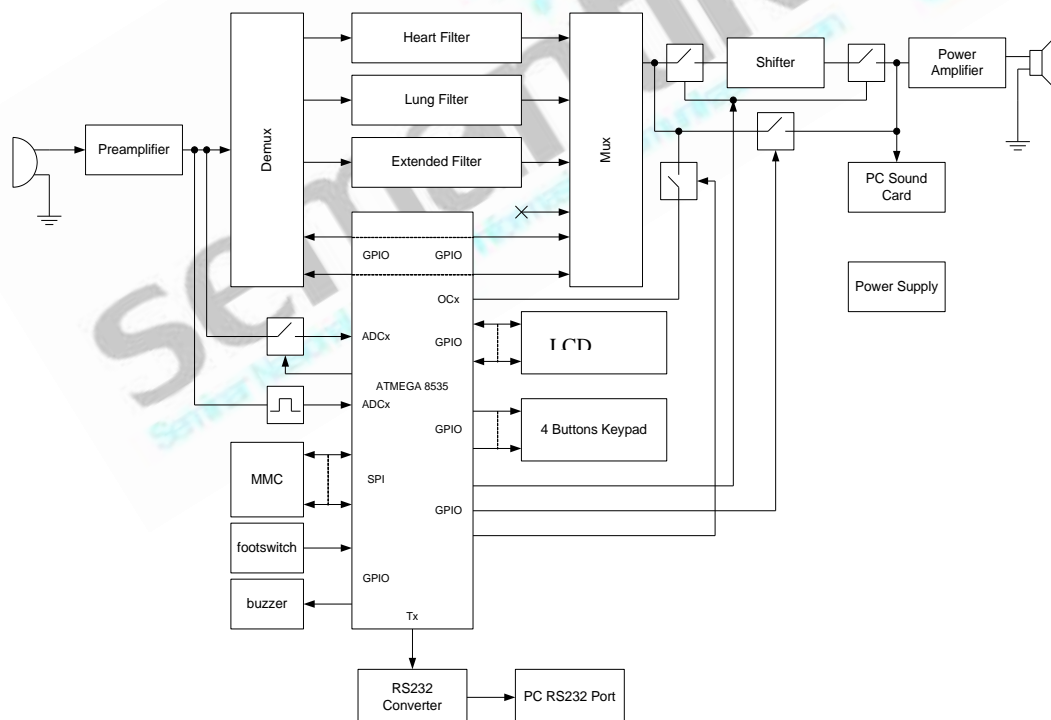 Heart Filter
Lung Filter
Extended Filter
Shifter
Power
Amplifier
Preamplifier
Demux
Mux
PC Sound
Card
Power Supply
GPIO
GPIO
OCx
ADCx
GPIO
LCD
ATMEGA 8535
ADCx
GPIO
4 Buttons Keypad
MMC
SPI
GPIO
footswitch
GPIO
buzzer
Tx
RS232
Converter
PC RS232 Port
Seminar Nasional